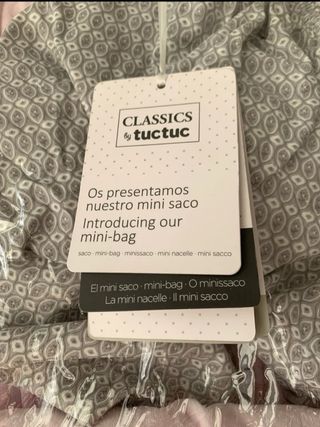 CLASSICS
by tuctuc
Os presentamos
nuestro mini saco
Introducing our
mini-bag
saco · mini-bag · minissaco · mini nacelle · mini sacco
El mini saco · mini-bag · O minissaco
La mini nacelle · Il mini sacco